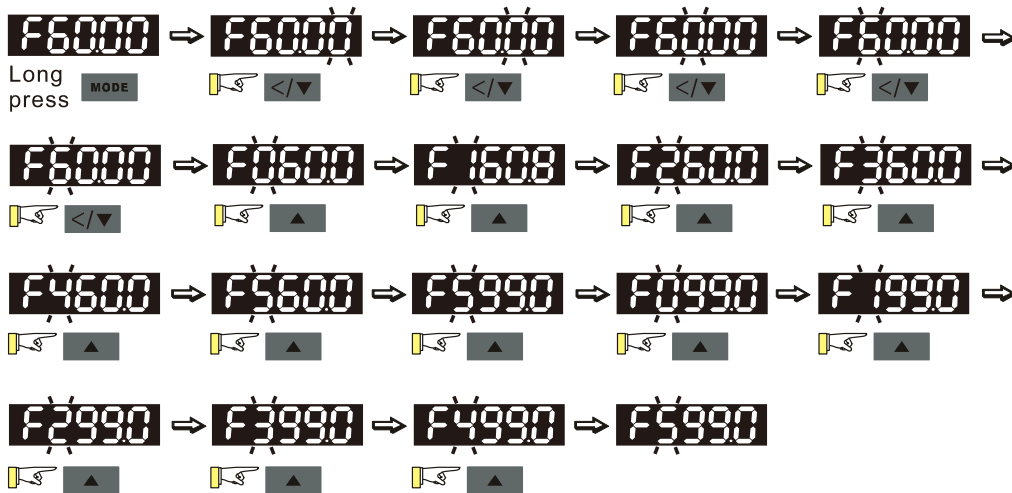 F60.00 F60.00 F60.00 F60.00 F60.00
Long
press MODE </▼ </▼ </▼ </▼
F60.00 F060.0 F160.8 F260.0 F360.0
</▼ ▲ ▲ ▲ ▲
F460.0 F560.0 F599.0 F099.0 F199.0
▲ ▲ ▲ ▲ ▲
F299.0 F399.0 F499.0 F599.0
▲ ▲ ▲